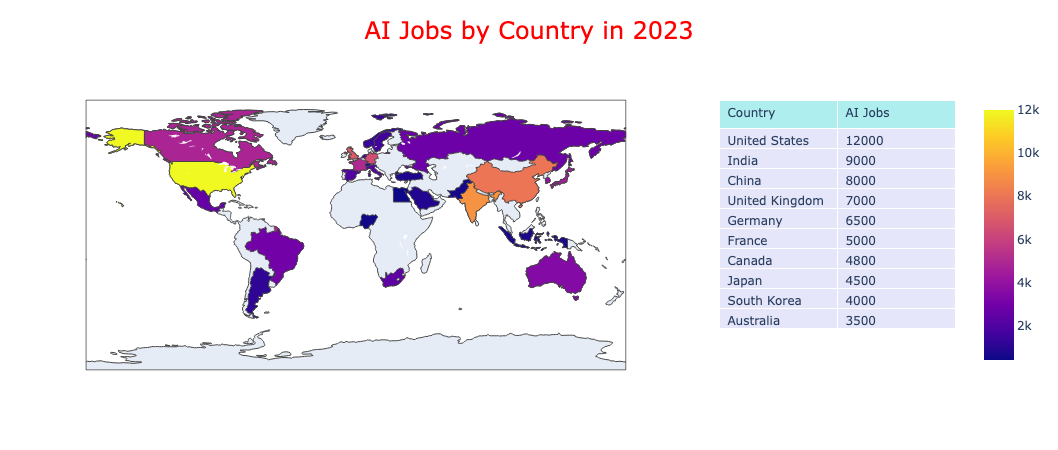 AI Jobs by Country in 2023
Country AI Jobs
United States 12000
India 9000
China 8000
United Kingdom 7000
Germany 6500
France 5000
Canada 4800
Japan 4500
South Korea 4000
Australia 3500
12k
10k
8k
6k
4k
2k